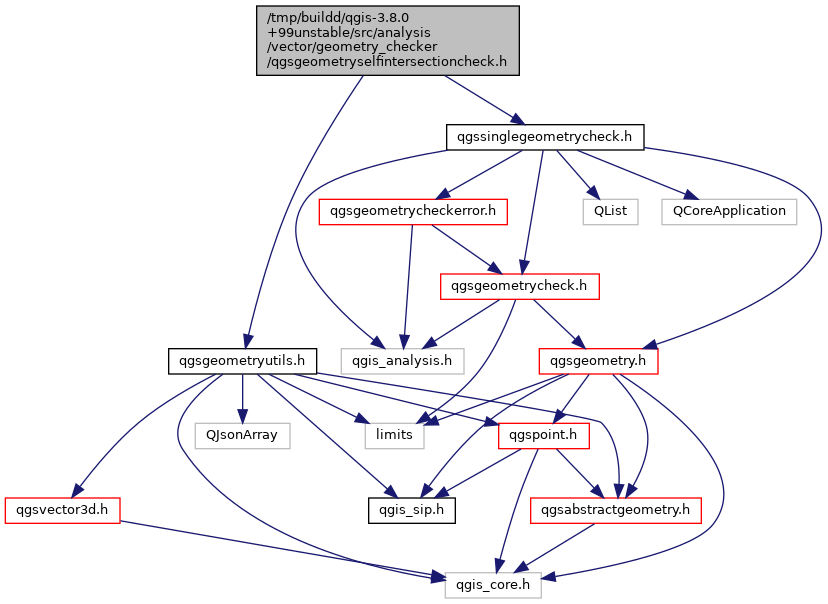 /tmp/buildd/qgis-3.8.0
+99unstable/src/analysis
/vector/geometry_checker
/qgsgeometryselfintersectioncheck.h
qgssinglegeometrycheck.h
qgsgeometrycheckerror.h
QList
QCoreApplication
qgsgeometrycheck.h
qgsgeometryutils.h
qgis_analysis.h
qgsgeometry.h
QJsonArray
limits
qgspoint.h
qgsvector3d.h
qgis_sip.h
qgsabstractgeometry.h
qgis_core.h